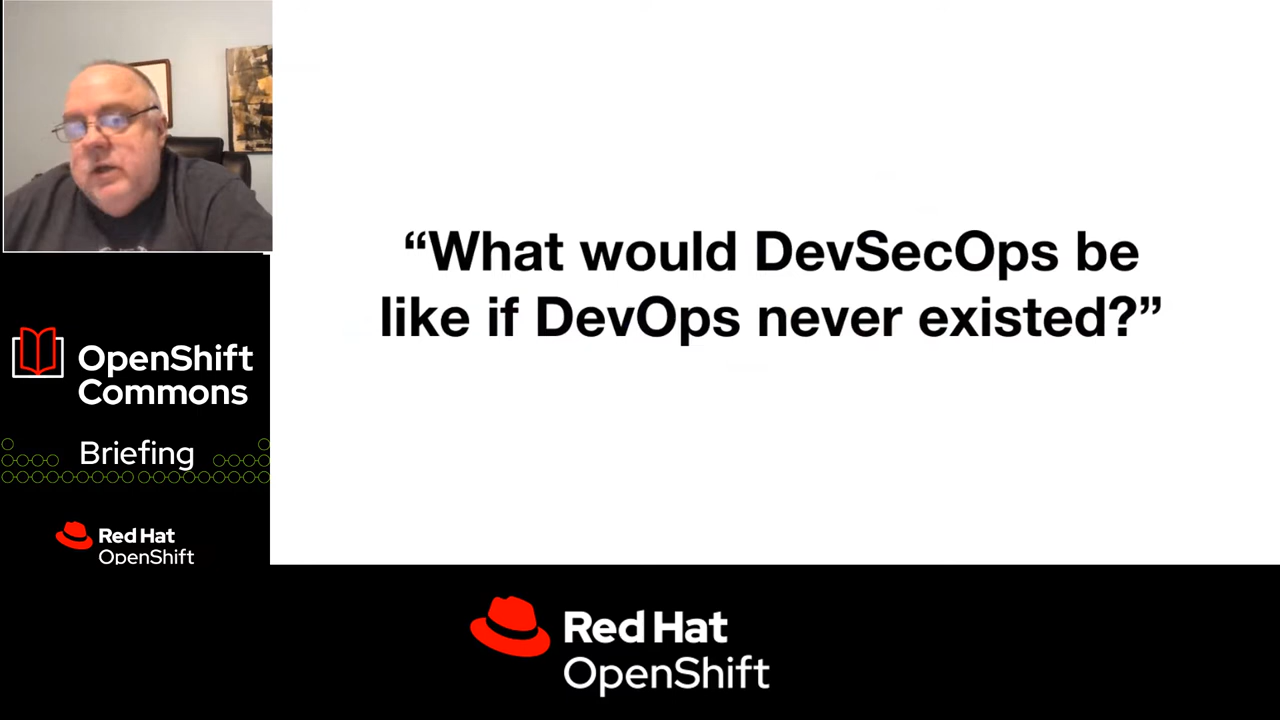 “What would DevSecOps be
like if DevOps never existed?”
OpenShift
Commons
Briefing
Red Hat
OpenShift
Red Hat
OpenShift